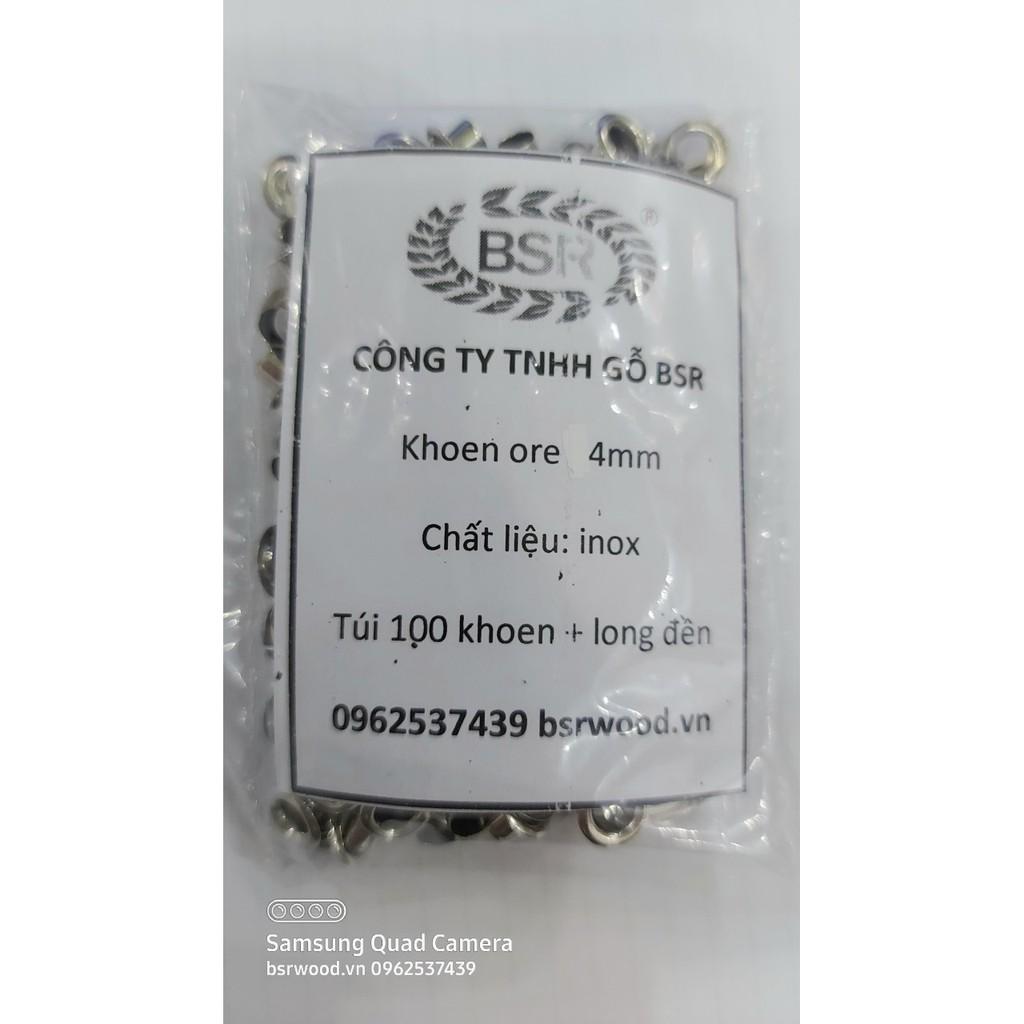 BSR
®
CÔNG TY TNHH GỖ BSR
Khoen ore 4mm
Chất liệu: inox
Túi 100 khoen + long đền
0962537439 bsrwood.vn
Samsung Quad Camera
bsrwood.vn 0962537439